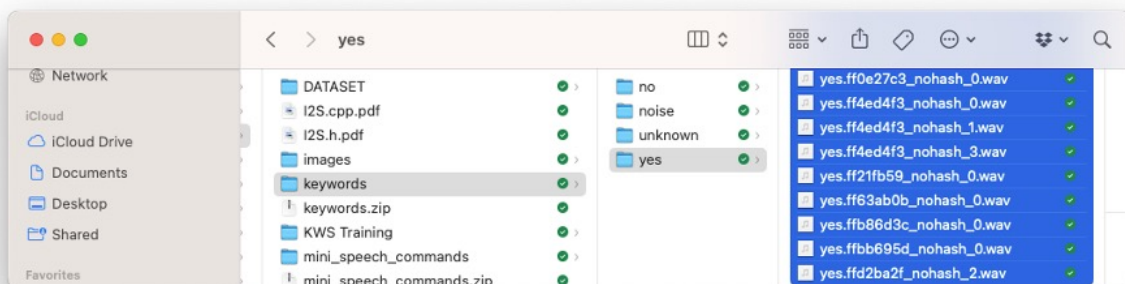 yes
Network
iCloud
iCloud Drive
Documents
Desktop
Shared
Favorites
DATASET
I2S.cpp.pdf
I2S.h.pdf
images
keywords
keywords.zip
KWS Training
mini_speech_commands
mini_speech_commands.zip
no
noise
unknown
yes
yes.ff0e27c3_nohash_0.wav
yes.ff4ed4f3_nohash_0.wav
yes.ff4ed4f3_nohash_1.wav
yes.ff4ed4f3_nohash_3.wav
yes.ff21fb59_nohash_0.wav
yes.ff63ab0b_nohash_0.wav
yes.ffb86d3c_nohash_0.wav
yes.ffbb695d_nohash_0.wav
yes.ffd2ba2f_nohash_2.wav